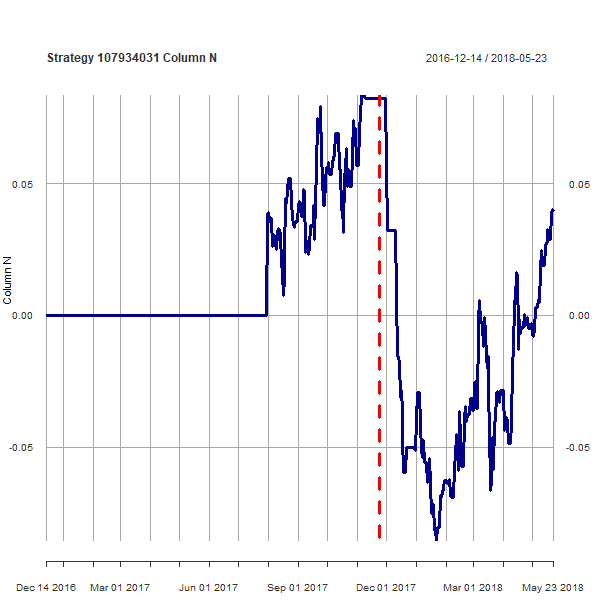 Strategy 107934031 Column N
2016-12-14 / 2018-05-23
0.05
0.05
0.00
0.00
-0.05
-0.05
Column N
Dec 14 2016
Mar 01 2017
Jun 01 2017
Sep 01 2017
Dec 01 2017
Mar 01 2018
May 23 2018